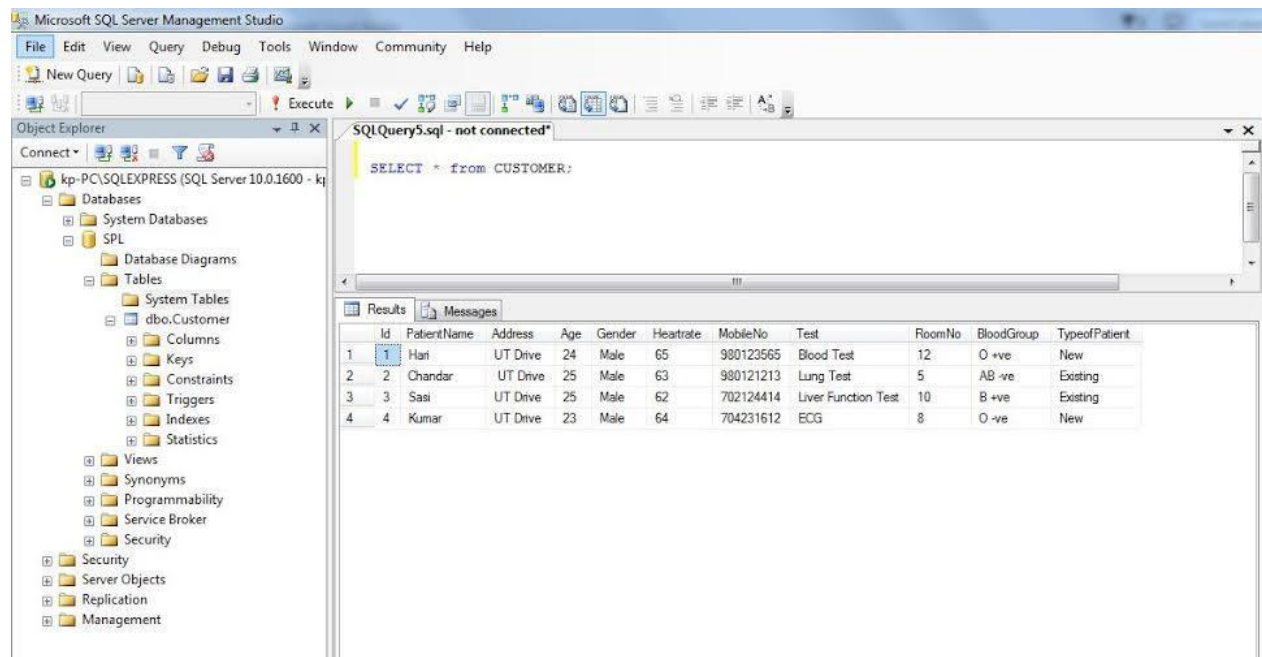 Microsoft SQL Server Management Studio
File Edit View Query Debug Tools Window Community Help
New Query
Execute
Object Explorer
Connect
kp-PC\SQLEXPRESS (SQL Server 10.0.1600 - kp
Databases
System Databases
SPL
Database Diagrams
Tables
System Tables
dbo.Customer
Columns
Keys
Constraints
Triggers
Indexes
Statistics
Views
Synonyms
Programmability
Service Broker
Security
Security
Server Objects
Replication
Management
SQLQuery5.sql - not connected*
SELECT * from CUSTOMER;
Results Messages
Id PatientName Address Age Gender Heartrate MobileNo Test RoomNo BloodGroup TypeofPatient
1 1 Hari UT Drive 24 Male 65 980123565 Blood Test 12 O +ve New
2 2 Chandar UT Drive 25 Male 63 980121213 Lung Test 5 AB -ve Existing
3 3 Sasi UT Drive 25 Male 62 702124414 Liver Function Test 10 B +ve Existing
4 4 Kumar UT Drive 23 Male 64 704231612 ECG 8 O -ve New